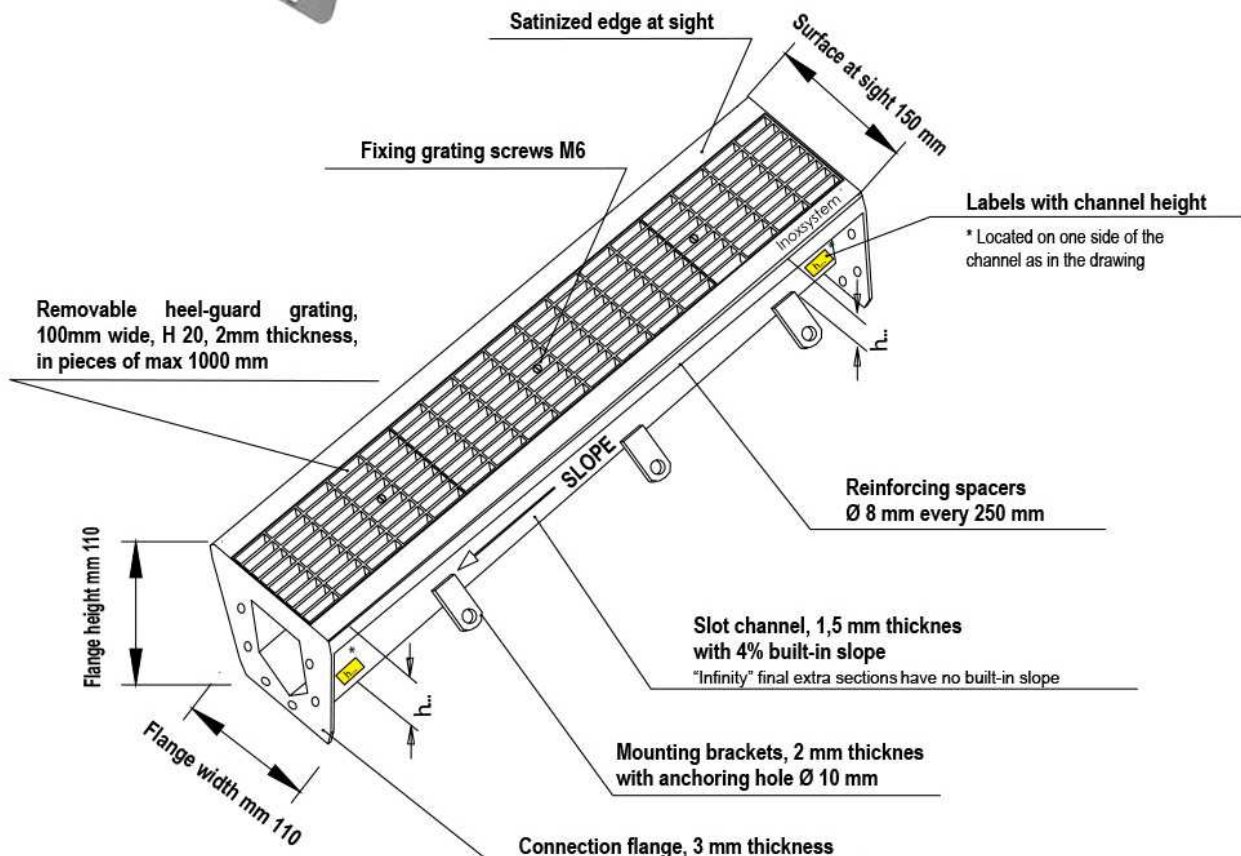 Satinized edge at sight
Surface at sight 150 mm
Fixing grating screws M6
Labels with channel height
* Located on one side of the
channel as in the drawing
Inoxsystem
*
h...
h...
Removable heel-guard grating,
100mm wide, H 20, 2mm thickness,
in pieces of max 1000 mm
SLOPE
Reinforcing spacers
Ø 8 mm every 250 mm
Flange height mm 110
Slot channel, 1,5 mm thicknes
with 4% built-in slope
"Infinity" final extra sections have no built-in slope
*
h...
h...
Flange width mm 110
Mounting brackets, 2 mm thicknes
with anchoring hole Ø 10 mm
Connection flange, 3 mm thickness